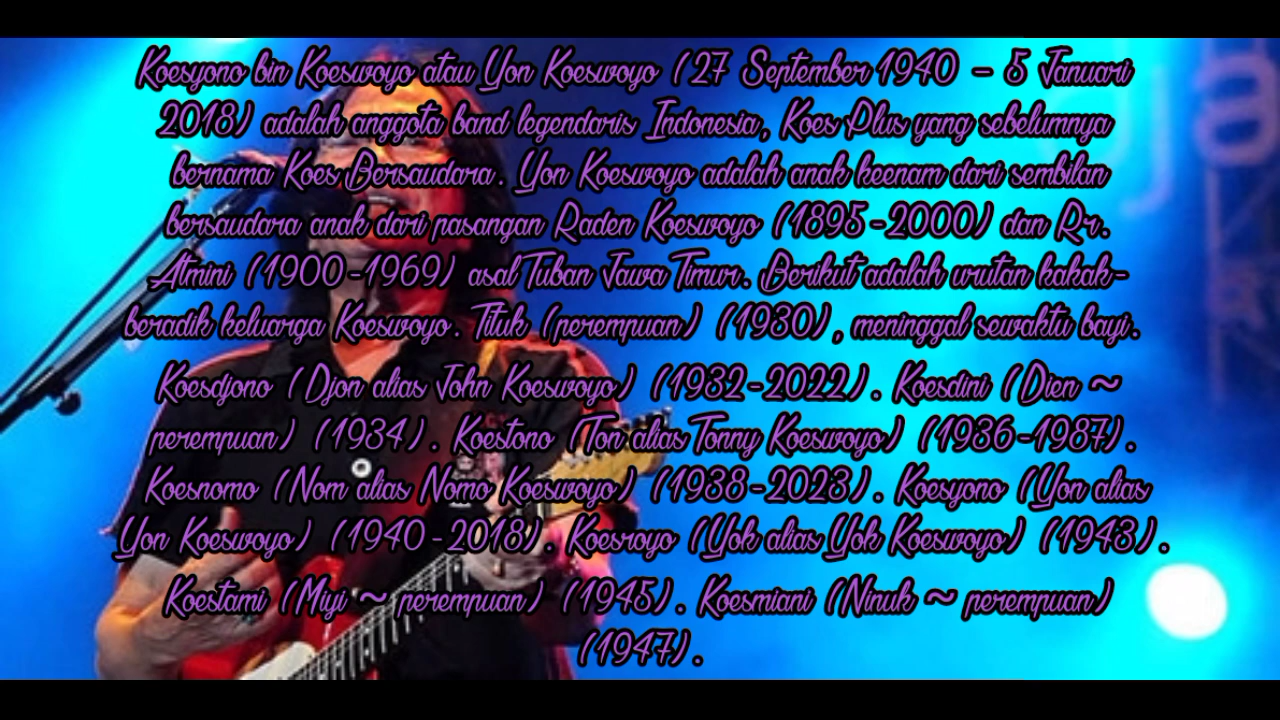 Koesyono bin Koeswoyo atau Yon Koeswoyo (27 September 1940 – 5 Januari
2018) adalah anggota band legendaris Indonesia, Koes Plus yang sebelumnya
bernama Koes Bersaudara. Yon Koeswoyo adalah anak keenam dari sembilan
bersaudara anak dari pasangan Raden Koeswoyo (1895-2000) dan Rr.
Atmini (1900-1969) asal Tuban Jawa Timur. Berikut adalah urutan kakak-
beradik keluarga Koeswoyo. Tituk (perempuan) (1930), meninggal sewaktu bayi.
Koesdjono (Djon alias John Koeswoyo) (1932-2022). Koesdini (Dien ~
perempuan) (1934). Koestono (Ton alias Tonny Koeswoyo) (1936-1987).
Koesnomo (Nom alias Nomo Koeswoyo) (1938-2023). Koesyono (Yon alias
Yon Koeswoyo) (1940-2018). Koesroyo (Yok alias Yok Koeswoyo) (1943).
Koestami (Miyi ~ perempuan) (1945). Koesmiani (Ninuk ~ perempuan)
(1947).
ja